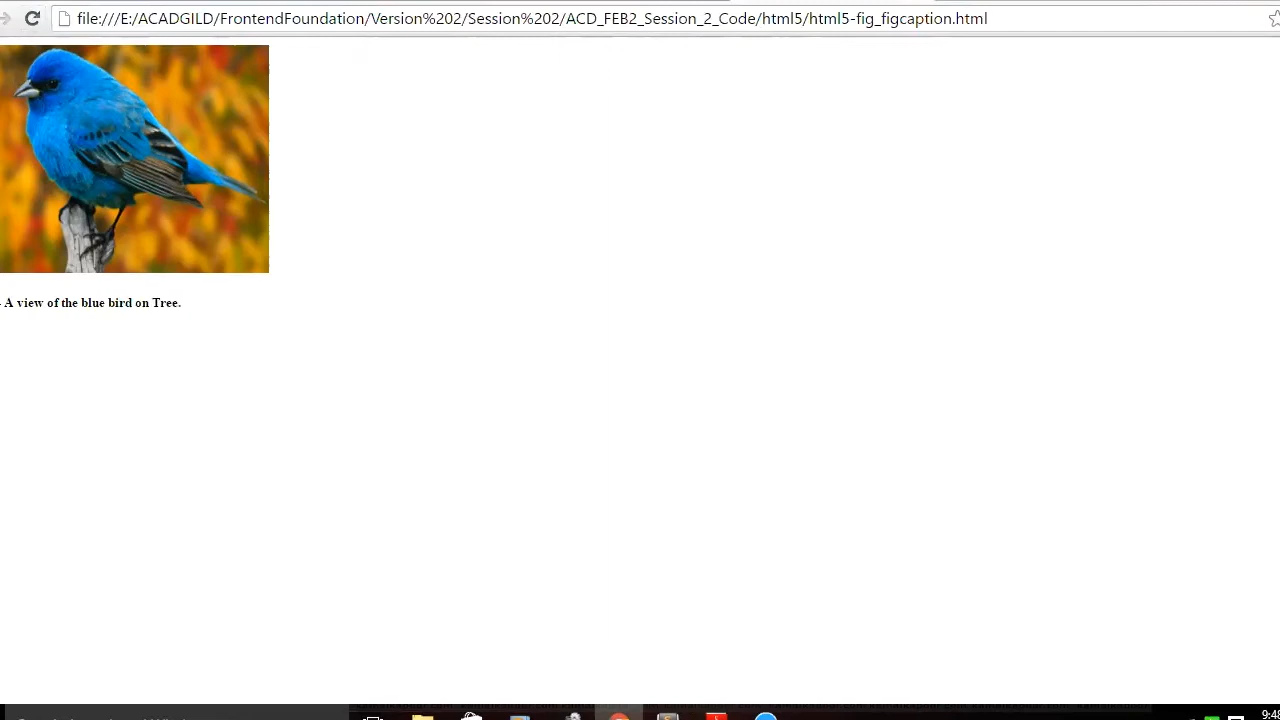 file:///E:/ACADGILD/FrontendFoundation/Version%202/Session%202/ACD_FEB2_Session_2_Code/html5/html5-fig_figcaption.html
- A view of the blue bird on Tree.